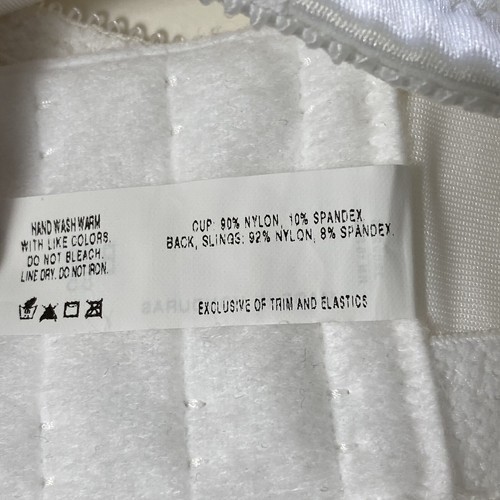 HAND WASH WARM
WITH LIKE COLORS.
DO NOT BLEACH.
LINE DRY. DO NOT IRON.
CUP: 90% NYLON, 10% SPANDEX.
BACK, SLINGS: 92% NYLON, 8% SPANDEX.
EXCLUSIVE OF TRIM AND ELASTICS